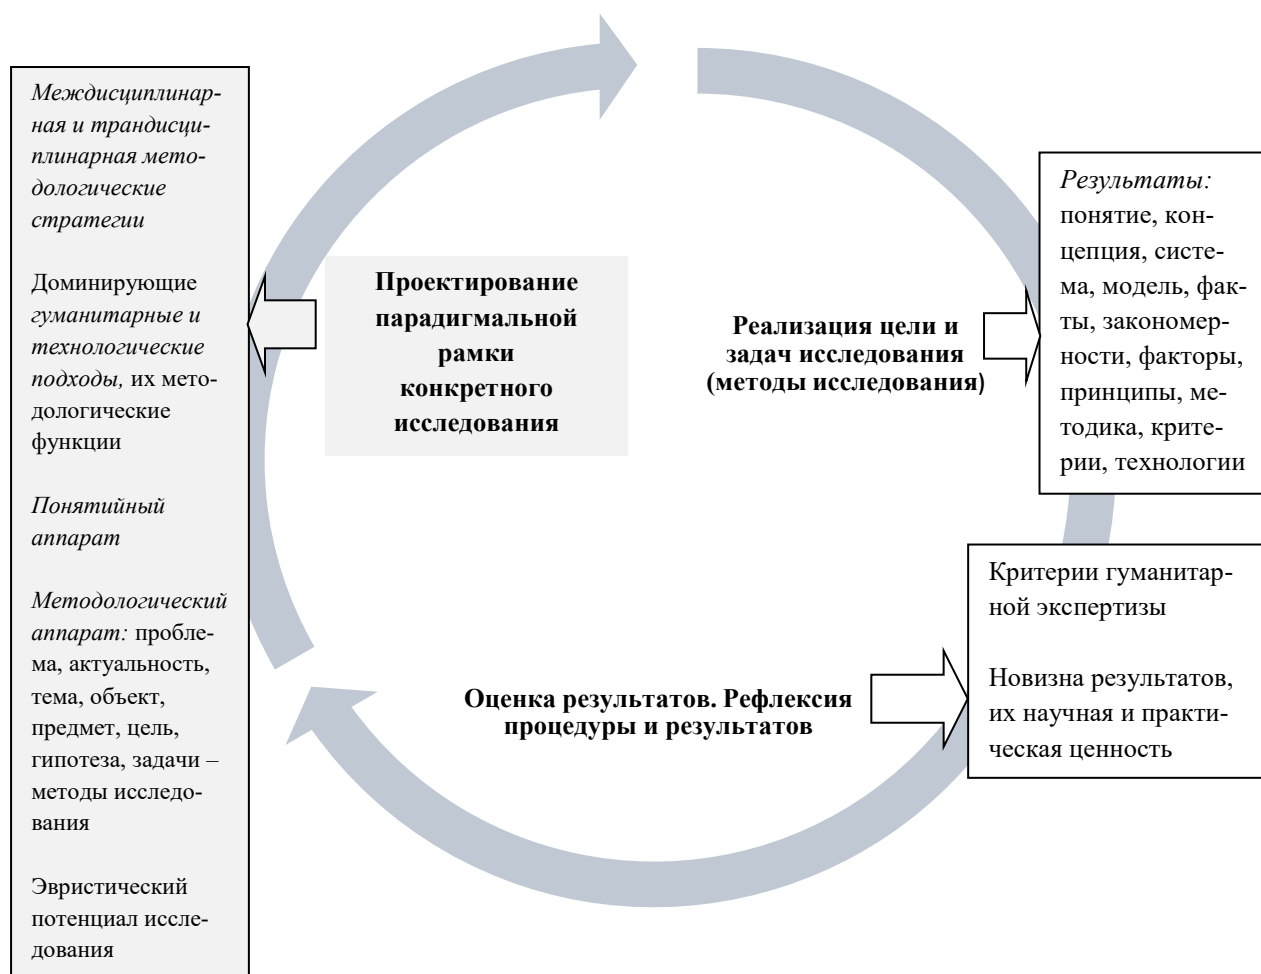 Междисциплинар-
ная и трандисци-
плинарная мето-
дологические
стратегии
Доминирующие
гуманитарные и
технологические
подходы, их мето-
дологические
функции
Понятийный
аппарат
Методологический
аппарат: пробле-
ма, актуальность,
тема, объект,
предмет, цель,
гипотеза, задачи –
методы исследо-
вания
Эвристический
потенциал иссле-
дования
Проектирование
парадигмальной
рамки
конкретного
исследования
Реализация цели и
задач исследования
(методы исследования)
Результаты:
понятие, кон-
цепция, систе-
ма, модель, фак-
ты, закономер-
ности, факторы,
принципы, ме-
тодика, крите-
рии, технологии
Оценка результатов. Рефлексия
процедуры и результатов
Критерии гуманитар-
ной экспертизы
Новизна результатов,
их научная и практи-
ческая ценность